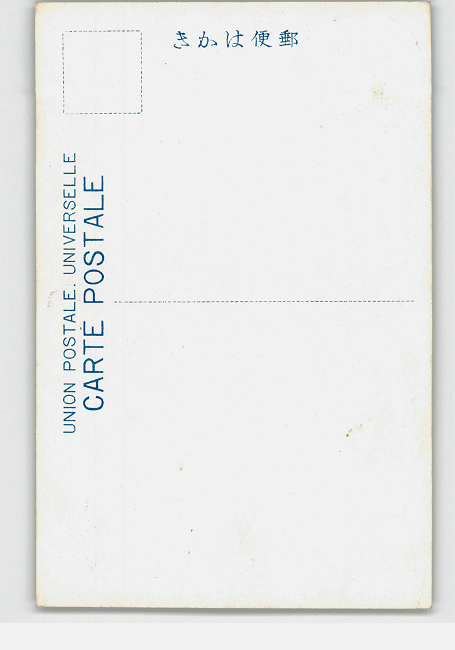 郵便はかき
UNION POSTALE. UNIVERSELLE
CARTE POSTALE